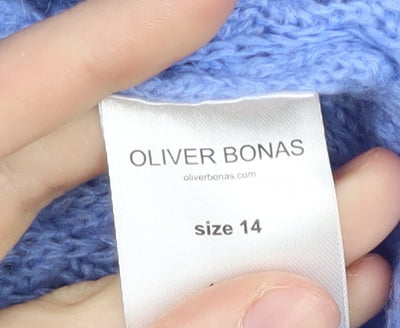 OLIVER BONAS
oliverbonas.com
size 14